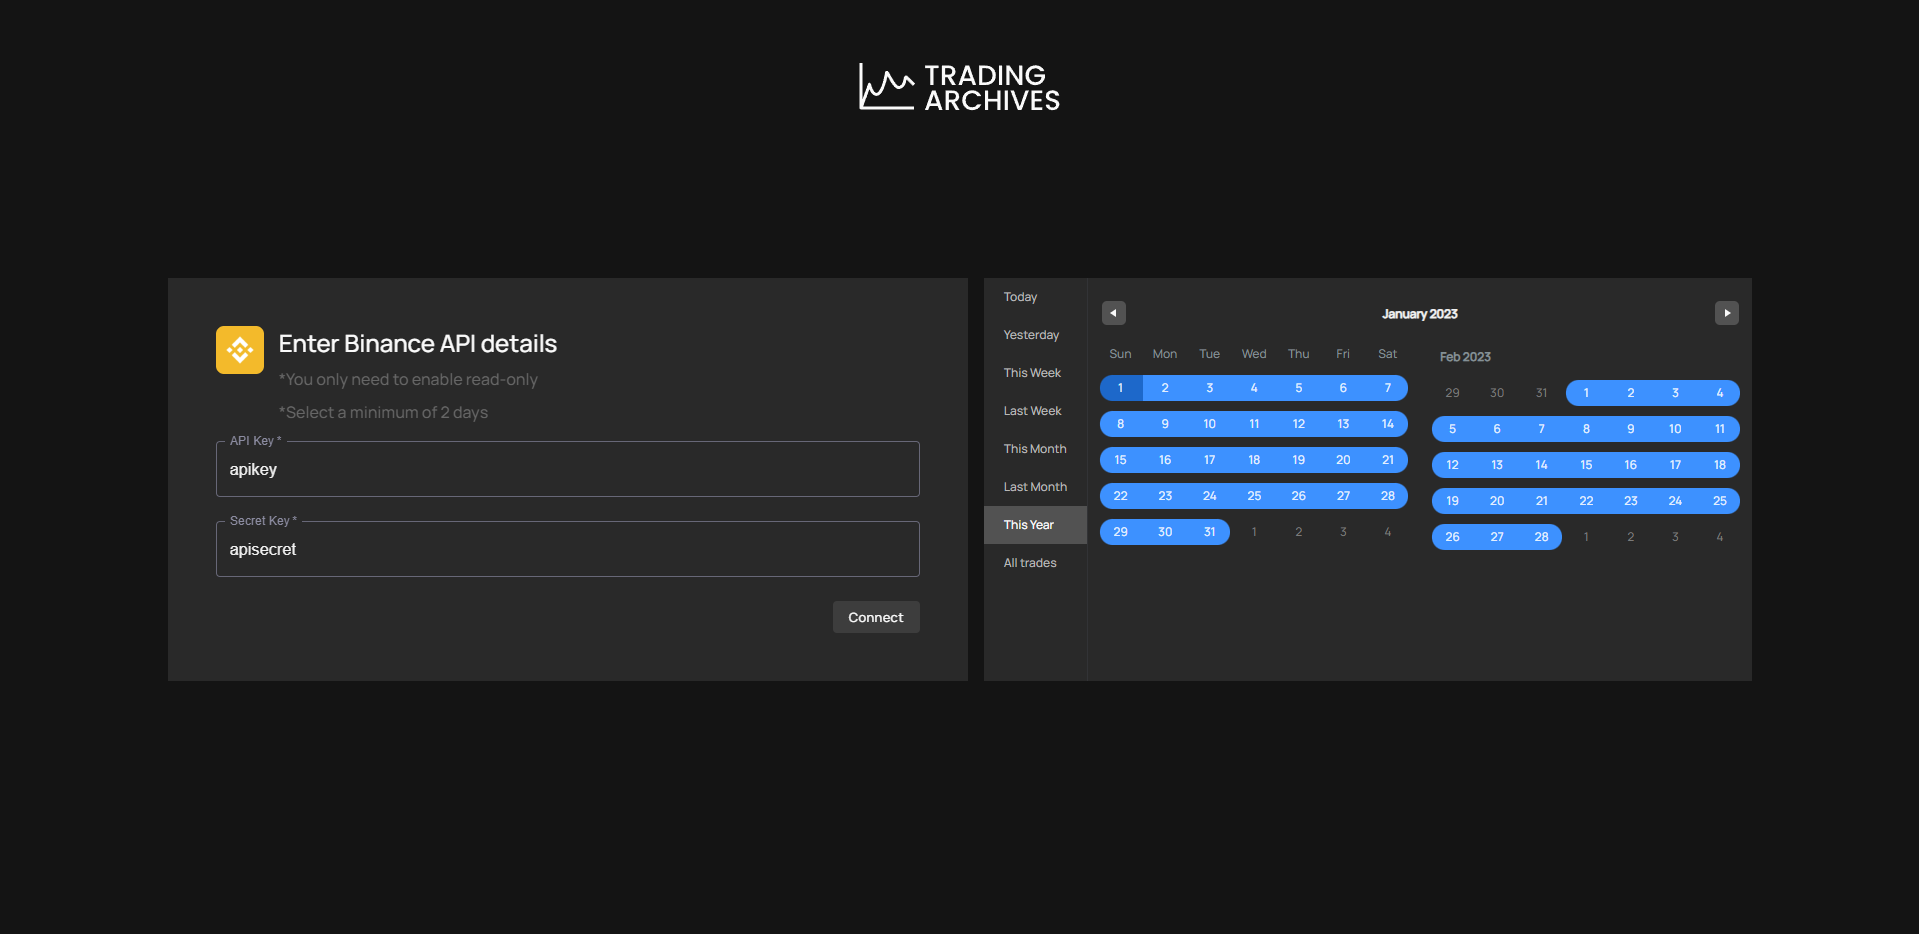 TRADING
ARCHIVES
Enter Binance API details
*You only need to enable read-only
*Select a minimum of 2 days
API Key *
apikey
Secret Key *
apisecret
Connect
Today
Yesterday
This Week
Last Week
This Month
Last Month
This Year
All trades
January 2023
Sun Mon Tue Wed Thu Fri Sat
1 2 3 4 5 6 7
8 9 10 11 12 13 14
15 16 17 18 19 20 21
22 23 24 25 26 27 28
29 30 31 1 2 3 4
Feb 2023
29 30 31 1 2 3 4
5 6 7 8 9 10 11
12 13 14 15 16 17 18
19 20 21 22 23 24 25
26 27 28 1 2 3 4